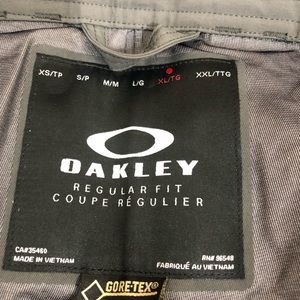 XS/TP S/P M/M L/G XL/TG XXL/TTG
OAKLEY
REGULAR FIT
COUPE RÉGULIER
CA#35460 RN# 96548
MADE IN VIETNAM FABRIQUÉ AU VIETNAM
GORE-TEX®